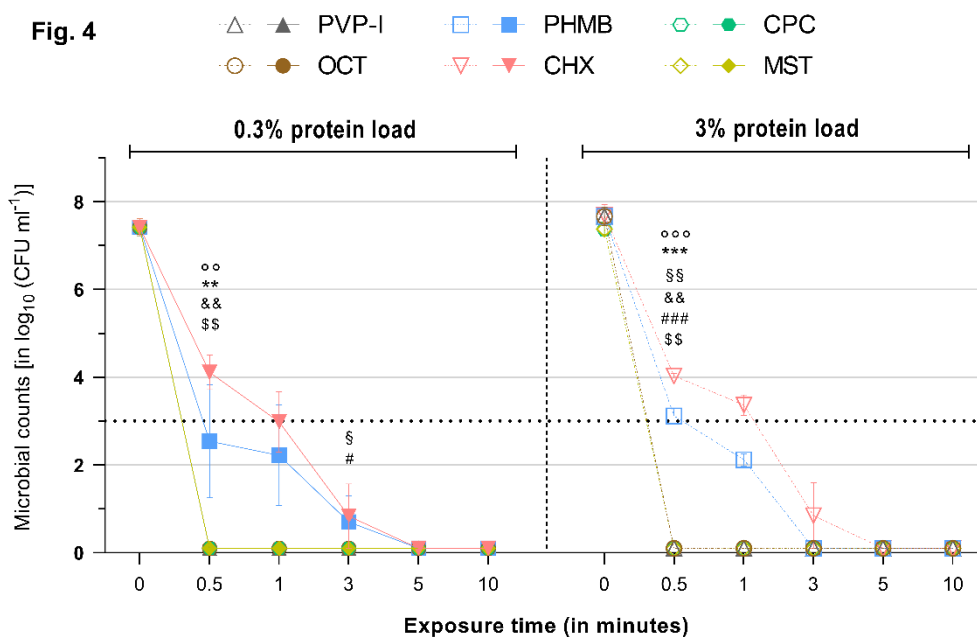 Fig. 4
PVP-I PHMB CPC
OCT CHX MST
0.3% protein load 3% protein load
Microbial counts [in log10 (CFU ml-1)]
8
6
4
2
0
°°
**
&&
$$
§
#
°°°
***
§§
&&
###
$$
0 0.5 1 3 5 10 0 0.5 1 3 5 10
Exposure time (in minutes)